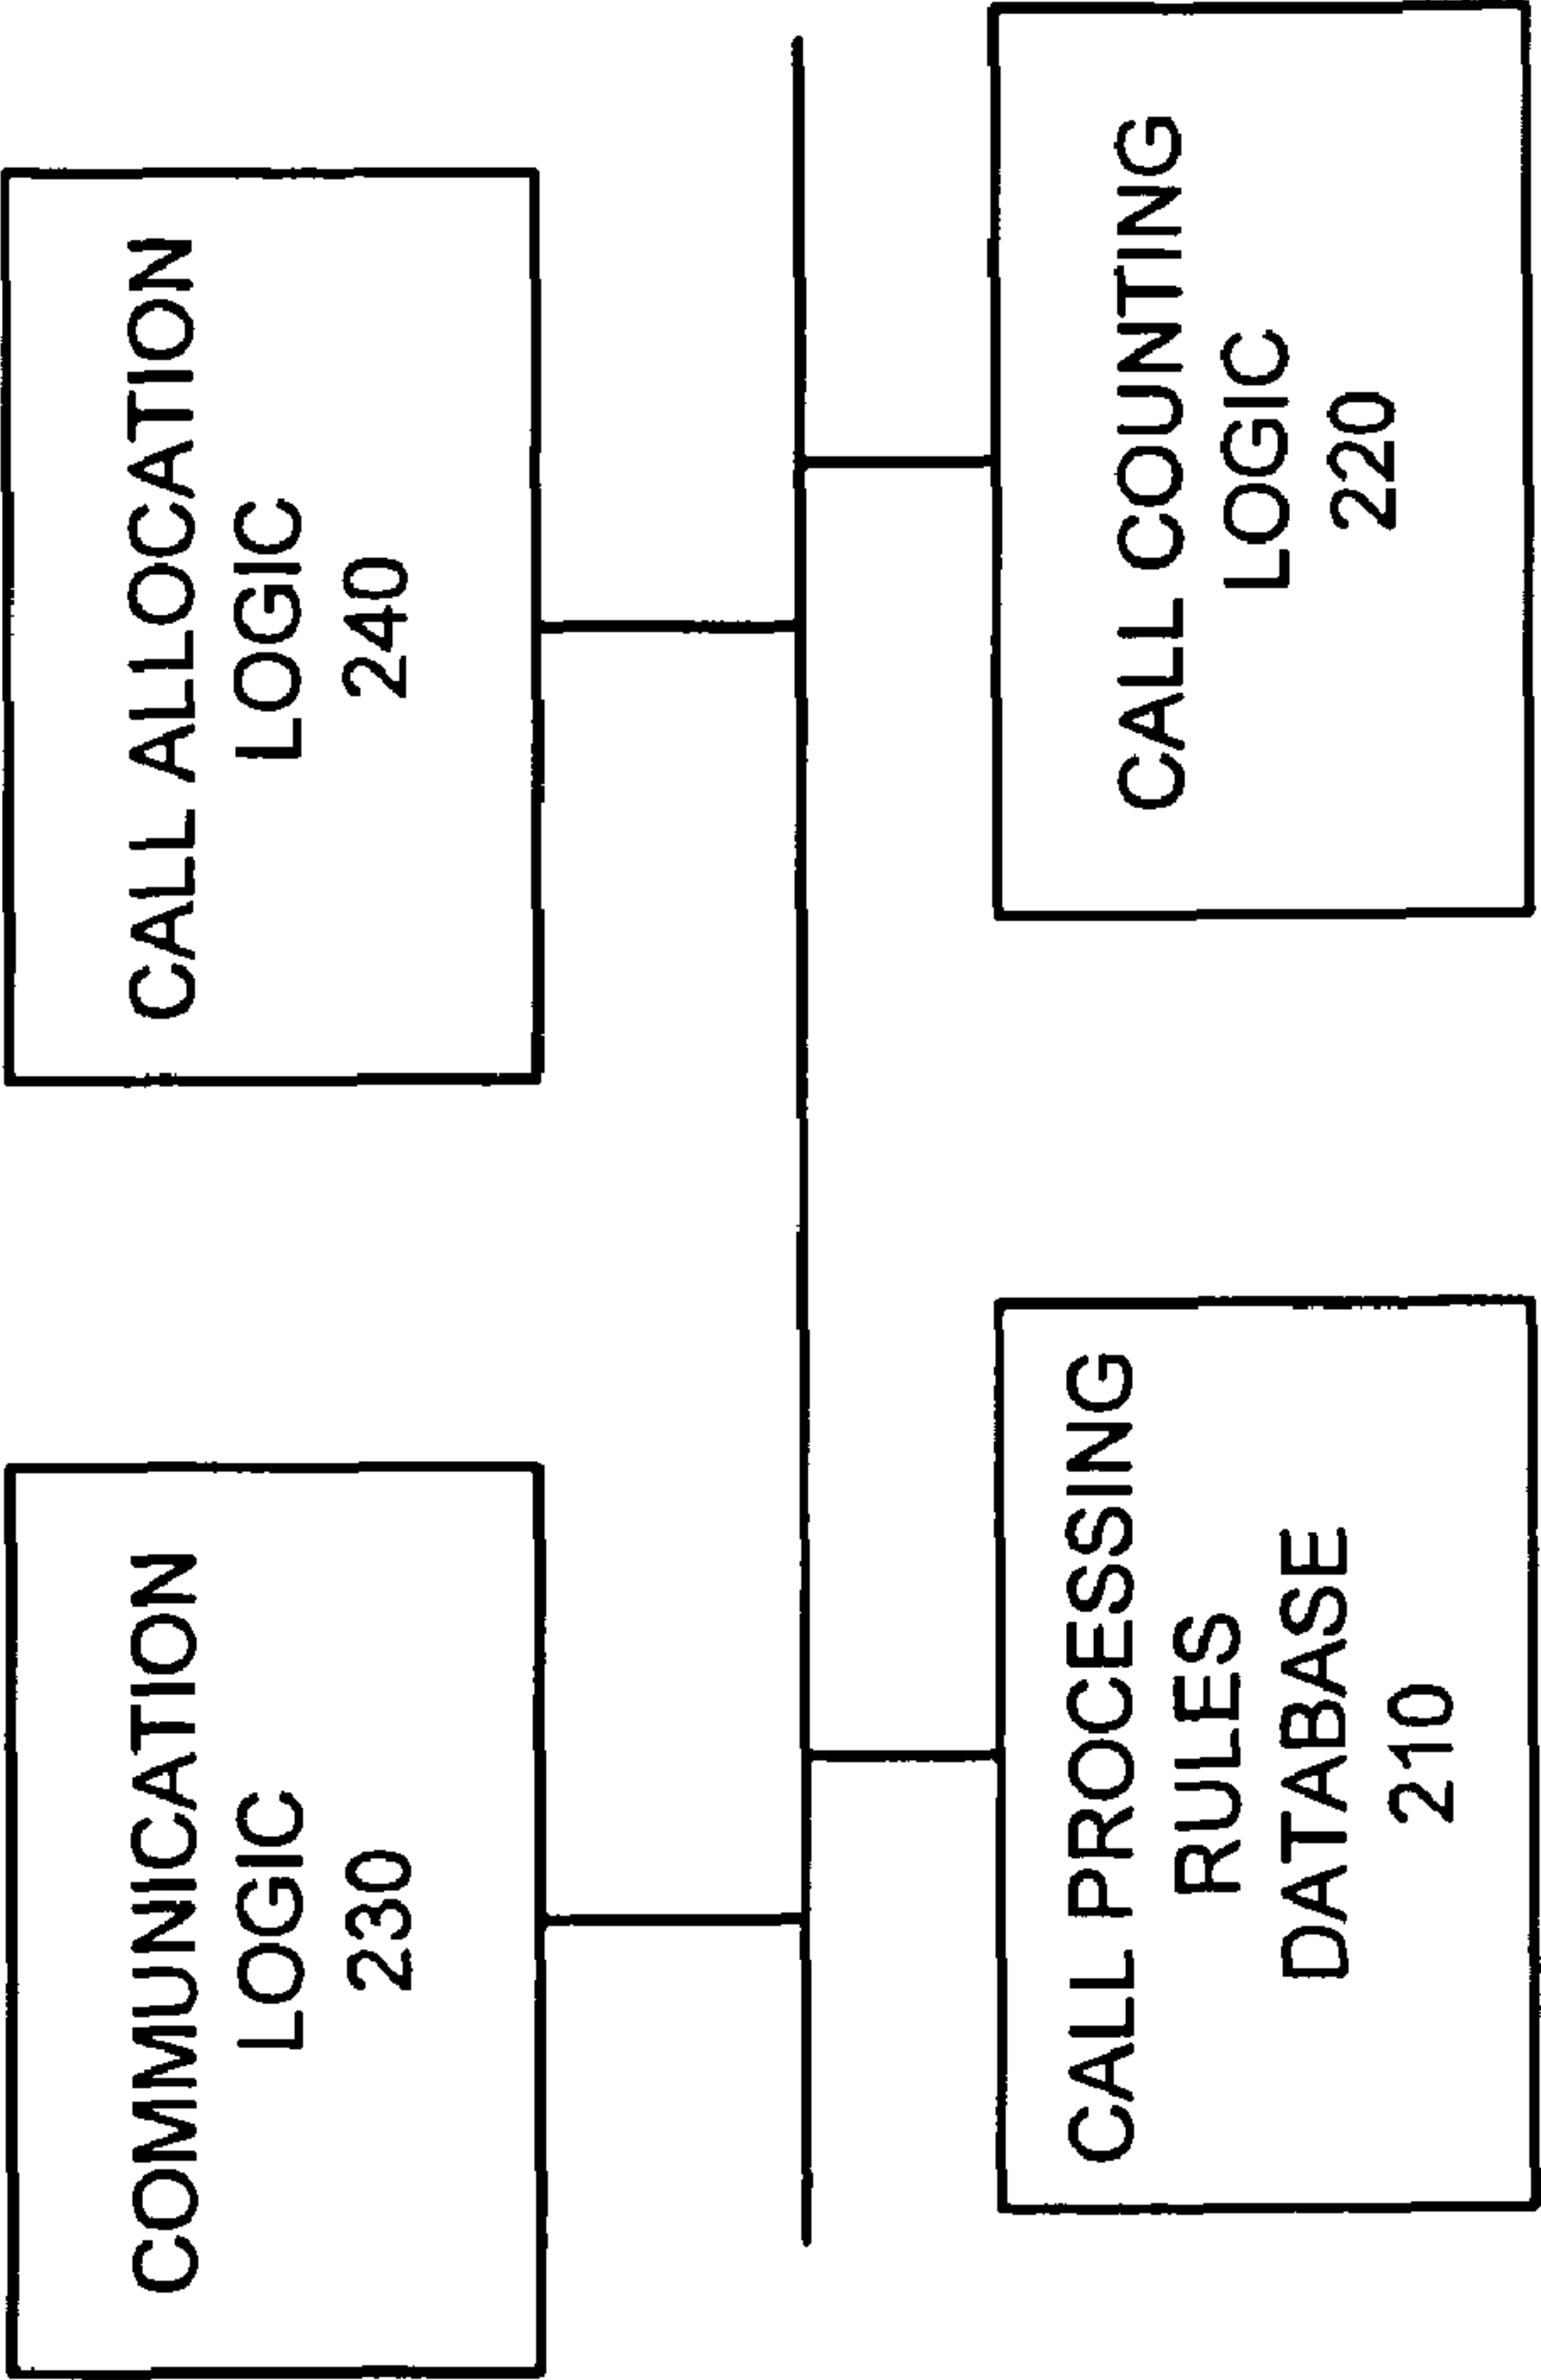 COMMUNICATION
LOGIC
230
CALL ALLOCATION
LOGIC
240
CALL PROCESSING
RULES
DATABASE
210
CALL COUNTING
LOGIC
220